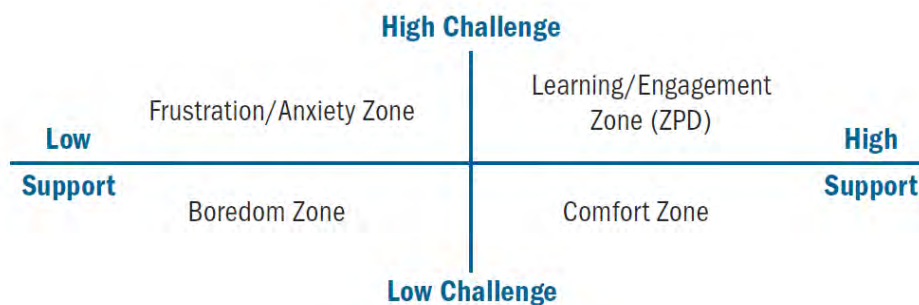 High Challenge
Frustration/Anxiety Zone
Learning/Engagement
Zone (ZPD)
Low
Support
High
Support
Boredom Zone
Comfort Zone
Low Challenge